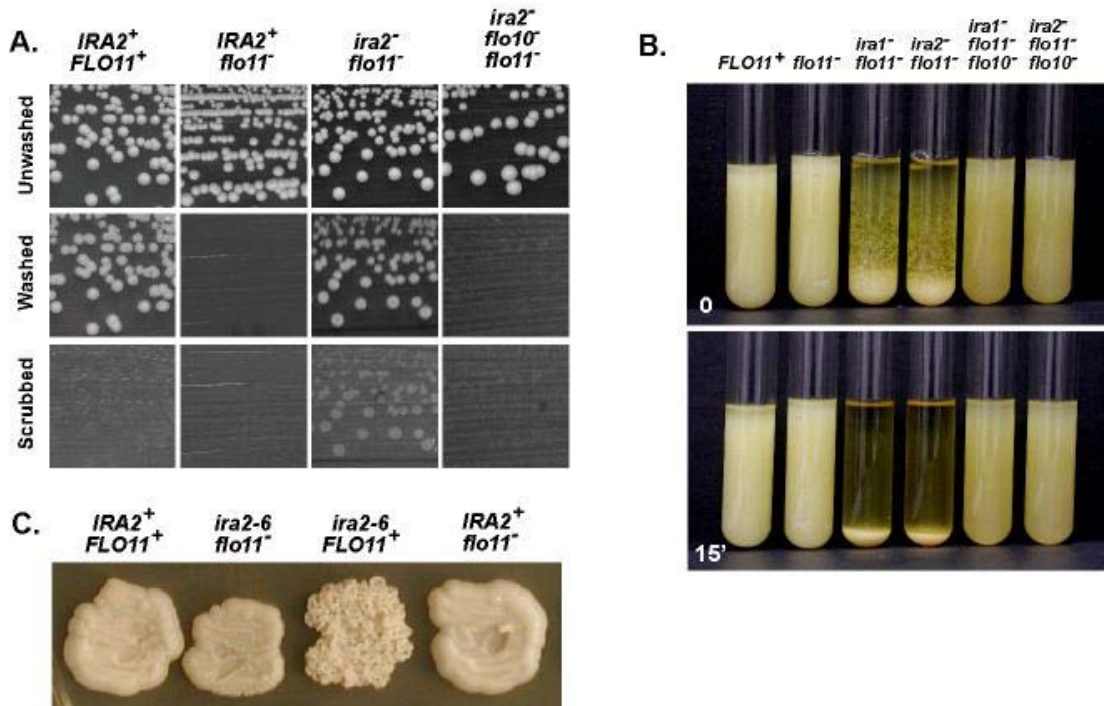 A.
IRA2+ FLO11+
IRA2+ flo11-
ira2- flo11-
ira2- flo10- flo11-
Unwashed
Washed
Scrubbed
B.
FLO11+
flo11-
ira1- flo11-
ira2- flo11-
ira1- flo11- flo10-
ira2- flo11- flo10-
0
15'
C.
IRA2+ FLO11+
ira2-6 flo11-
ira2-6 FLO11+
IRA2+ flo11-